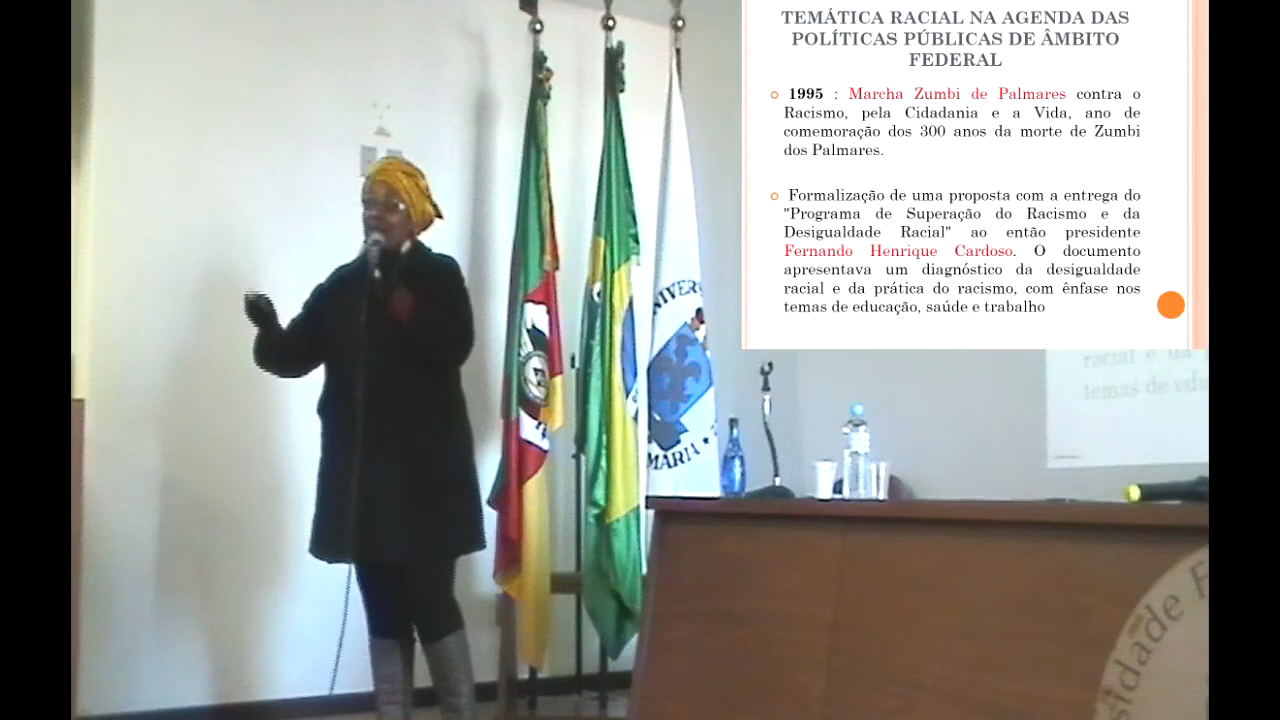 TEMÁTICA RACIAL NA AGENDA DAS
POLÍTICAS PÚBLICAS DE ÂMBITO
FEDERAL
1995 : Marcha Zumbi de Palmares contra o
Racismo, pela Cidadania e a Vida, ano de
comemoração dos 300 anos da morte de Zumbi
dos Palmares.
Formalização de uma proposta com a entrega do
"Programa de Superação do Racismo e da
Desigualdade Racial" ao então presidente
Fernando Henrique Cardoso. O documento
apresentava um diagnóstico da desigualdade
racial e da prática do racismo, com ênfase nos
temas de educação, saúde e trabalho
racial e da
temas de edu
NIVERS
MARIA
sidade F